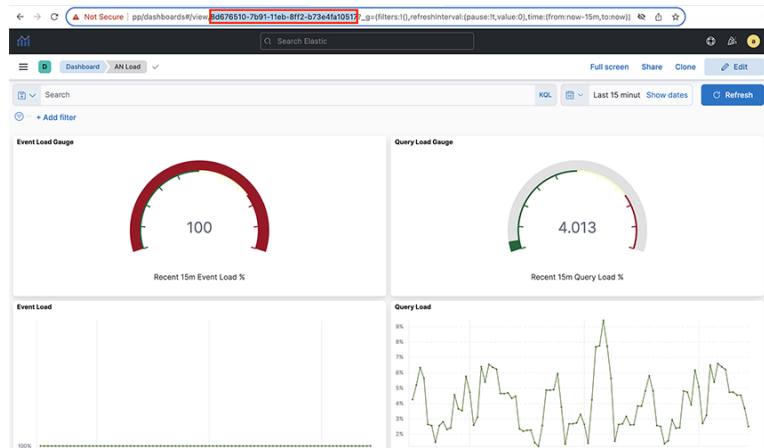 Not Secure | pp/dashboards#/view/8d676510-7b91-11eb-8ff2-b73e4fa10517?_g=(filters:!(),refreshInterval:(pause:!t,value:0),time:(from:now-15m,to:now))
Search Elastic
a
D Dashboard AN Load Full screen Share Clone Edit
Search KQL Last 15 minut Show dates Refresh
+ Add filter
Event Load Gauge Query Load Gauge
100 4.013
Recent 15m Event Load % Recent 15m Query Load %
Event Load Query Load
9%
8%
7%
6%
5%
4%
3%
100% 2%